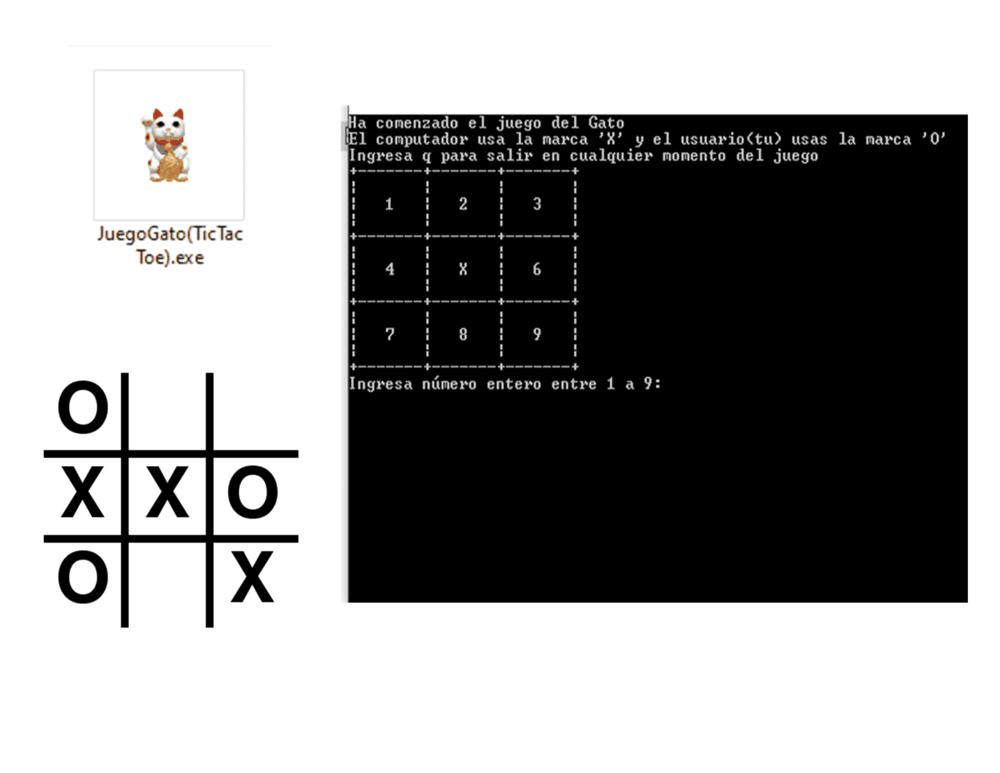 JuegoGato(TicTac
Toe).exe
Ha comenzado el juego del Gato
El computador usa la marca 'X' y el usuario(tu) usas la marca 'O'
Ingresa q para salir en cualquier momento del juego
1 2 3
4 X 6
7 8 9
Ingresa número entero entre 1 a 9:
O
X X O
O X